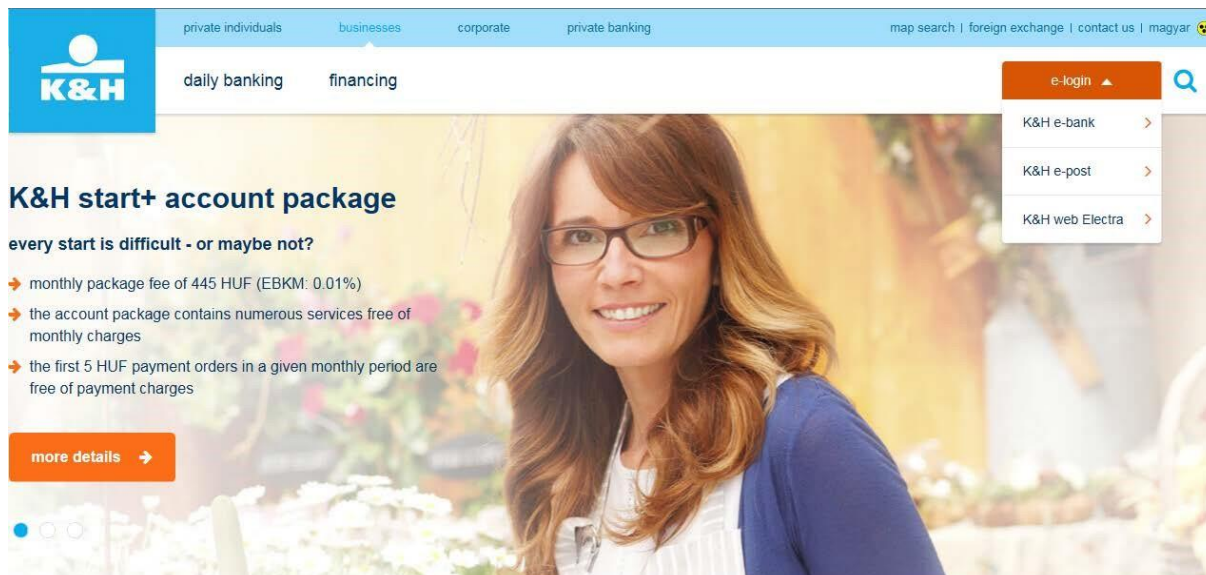 private individuals businesses corporate private banking map search | foreign exchange | contact us | magyar
K&H
daily banking financing e-login
K&H e-bank
K&H e-post
K&H web Electra
K&H start+ account package
every start is difficult - or maybe not?
monthly package fee of 445 HUF (EBKM: 0.01%)
the account package contains numerous services free of
monthly charges
the first 5 HUF payment orders in a given monthly period are
free of payment charges
more details